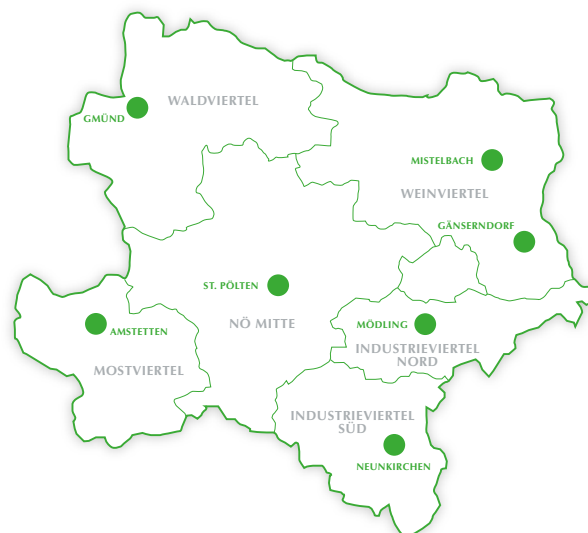 WALDVIERTEL
GMÜND
MISTELBACH
WEINVIERTEL
GÄNSERNDORF
ST. PÖLTEN
NÖ MITTE
AMSTETTEN
MOSTVIERTEL
MÖDLING
INDUSTRIEVIERTEL
NORD
INDUSTRIEVIERTEL
SÜD
NEUNKIRCHEN